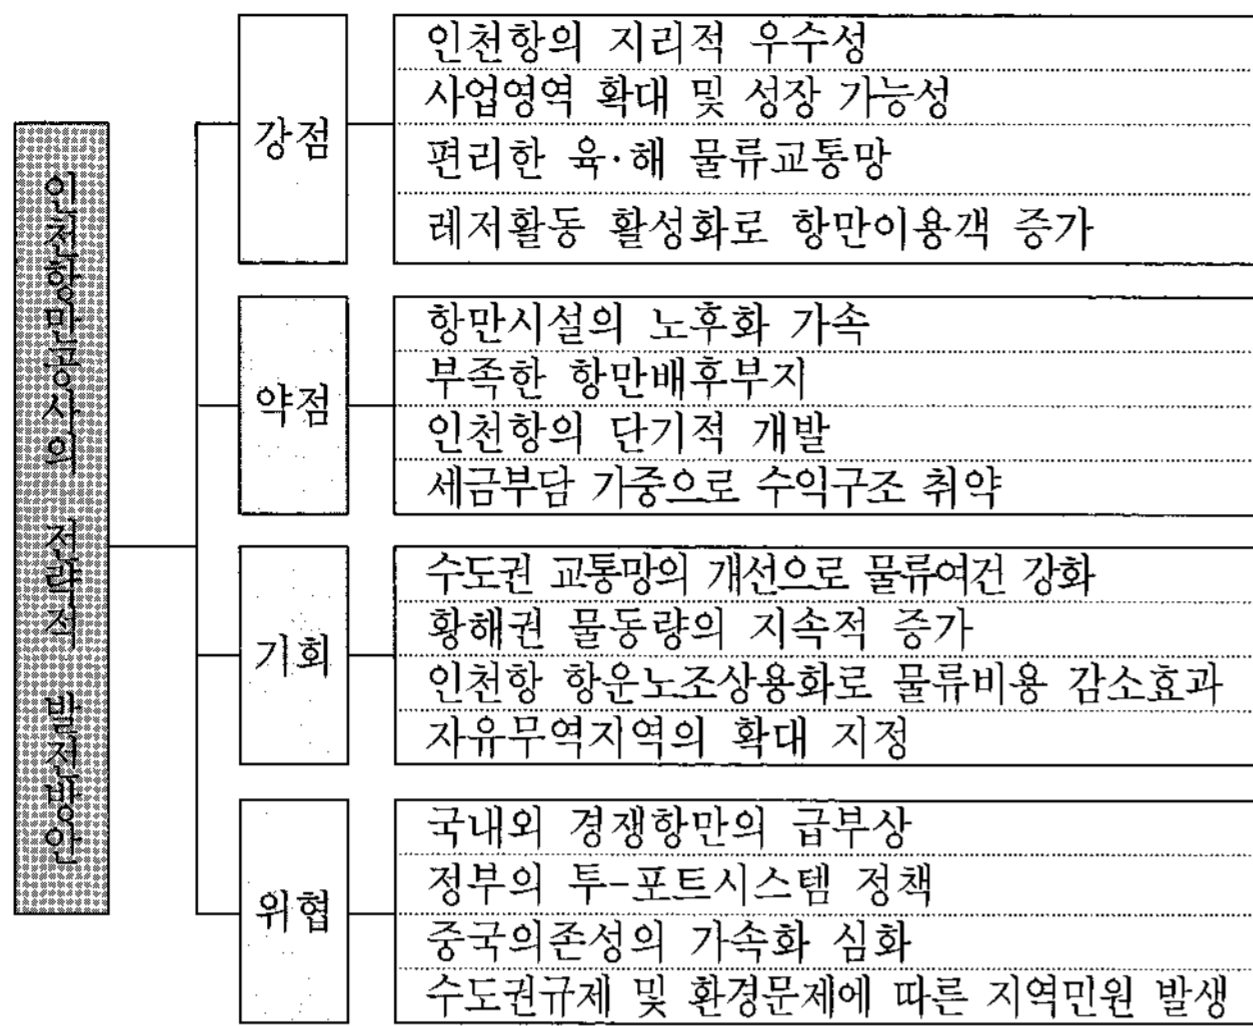 인천항만공사의 전략적 발전방안
강점
인천항의 지리적 우수성
사업영역 확대 및 성장 가능성
편리한 육·해 물류교통망
레저활동 활성화로 항만이용객 증가
약점
항만시설의 노후화 가속
부족한 항만배후부지
인천항의 단기적 개발
세금부담 가중으로 수익구조 취약
기회
수도권 교통망의 개선으로 물류여건 강화
황해권 물동량의 지속적 증가
인천항 항운노조상용화로 물류비용 감소효과
자유무역지역의 확대 지정
위협
국내외 경쟁항만의 급부상
정부의 투-포트시스템 정책
중국의존성의 가속화 심화
수도권규제 및 환경문제에 따른 지역민원 발생